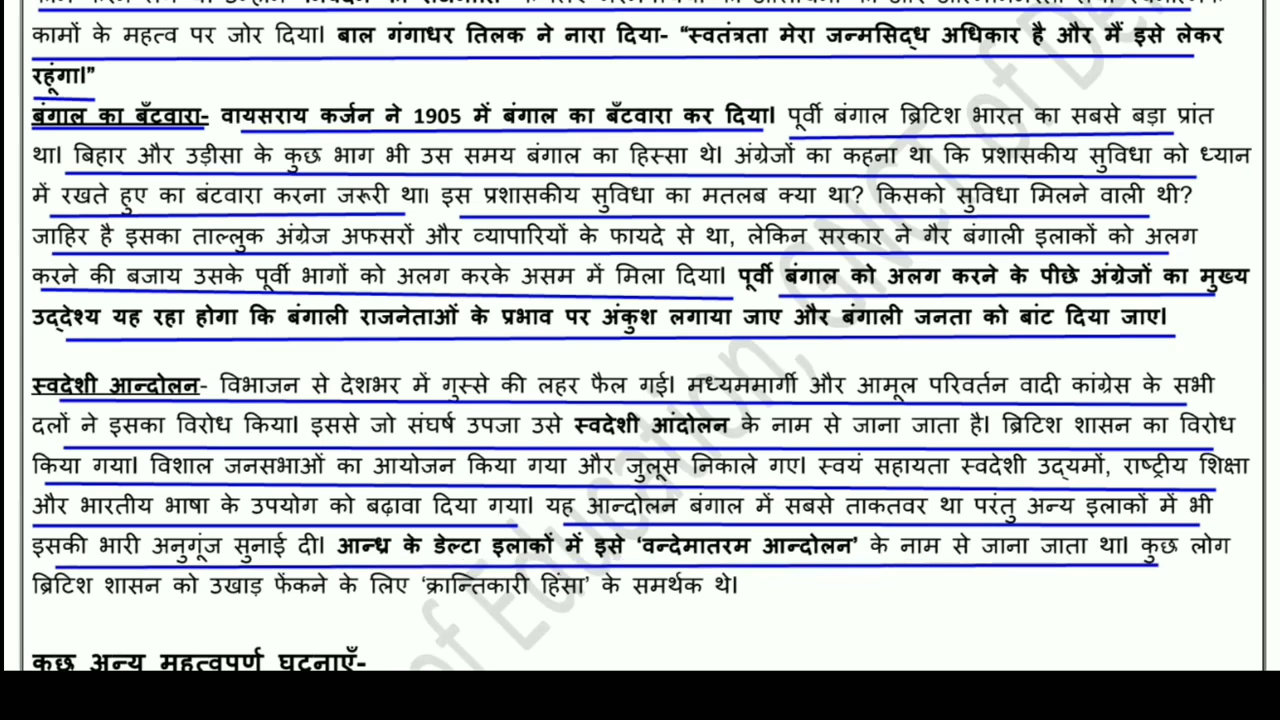 कामों के महत्व पर जोर दिया। बाल गंगाधर तिलक ने नारा दिया- “स्वतंत्रता मेरा जन्मसिद्ध अधिकार है और मैं इसे लेकर
रहूंगा।”
बंगाल का बँटवारा- वायसराय कर्जन ने 1905 में बंगाल का बँटवारा कर दिया। पूर्वी बंगाल ब्रिटिश भारत का सबसे बड़ा प्रांत
था। बिहार और उड़ीसा के कुछ भाग भी उस समय बंगाल का हिस्सा थे। अंग्रेजों का कहना था कि प्रशासकीय सुविधा को ध्यान
में रखते हुए का बंटवारा करना जरूरी था। इस प्रशासकीय सुविधा का मतलब क्या था? किसको सुविधा मिलने वाली थी?
जाहिर है इसका ताल्लुक अंग्रेज अफसरों और व्यापारियों के फायदे से था, लेकिन सरकार ने गैर बंगाली इलाकों को अलग
करने की बजाय उसके पूर्वी भागों को अलग करके असम में मिला दिया। पूर्वी बंगाल को अलग करने के पीछे अंग्रेजों का मुख्य
उद्देश्य यह रहा होगा कि बंगाली राजनेताओं के प्रभाव पर अंकुश लगाया जाए और बंगाली जनता को बांट दिया जाए।
स्वदेशी आन्दोलन- विभाजन से देशभर में गुस्से की लहर फैल गई। मध्यममार्गी और आमूल परिवर्तन वादी कांग्रेस के सभी
दलों ने इसका विरोध किया। इससे जो संघर्ष उपजा उसे स्वदेशी आंदोलन के नाम से जाना जाता है। ब्रिटिश शासन का विरोध
किया गया। विशाल जनसभाओं का आयोजन किया गया और जुलूस निकाले गए। स्वयं सहायता स्वदेशी उद्यमों, राष्ट्रीय शिक्षा
और भारतीय भाषा के उपयोग को बढ़ावा दिया गया। यह आन्दोलन बंगाल में सबसे ताकतवर था परंतु अन्य इलाकों में भी
इसकी भारी अनुगूंज सुनाई दी। आन्ध्र के डेल्टा इलाकों में इसे ‘वन्देमातरम आन्दोलन’ के नाम से जाना जाता था। कुछ लोग
ब्रिटिश शासन को उखाड़ फेंकने के लिए ‘क्रान्तिकारी हिंसा’ के समर्थक थे।
कुछ अन्य महत्वपूर्ण घटनाएँ-
of Education, GNCT of De